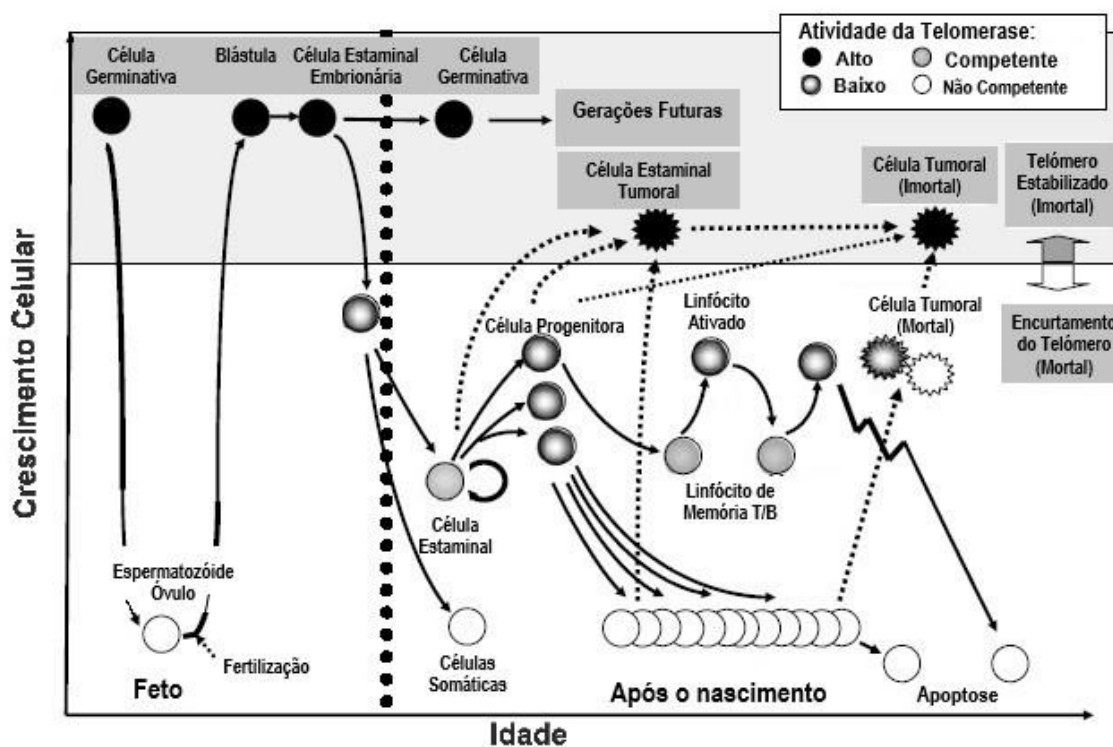 Atividade da Telomerase:
Alto
Competente
Baixo
Não Competente
Célula
Germinativa
Blástula
Célula Estaminal
Embrionária
Célula
Germinativa
Gerações Futuras
Célula Estaminal
Tumoral
Célula Tumoral
(Imortal)
Telómero
Estabilizado
(Imortal)
Célula Progenitora
Linfócito
Ativado
Célula Tumoral
(Mortal)
Encurtamento
do Telómero
(Mortal)
Linfócito de
Memória T/B
Célula
Estaminal
Espermatozóide
Óvulo
Fertilização
Feto
Célalas
Somáticas
Após o nascimento
Apoptose
Crescimento Celular
Idade